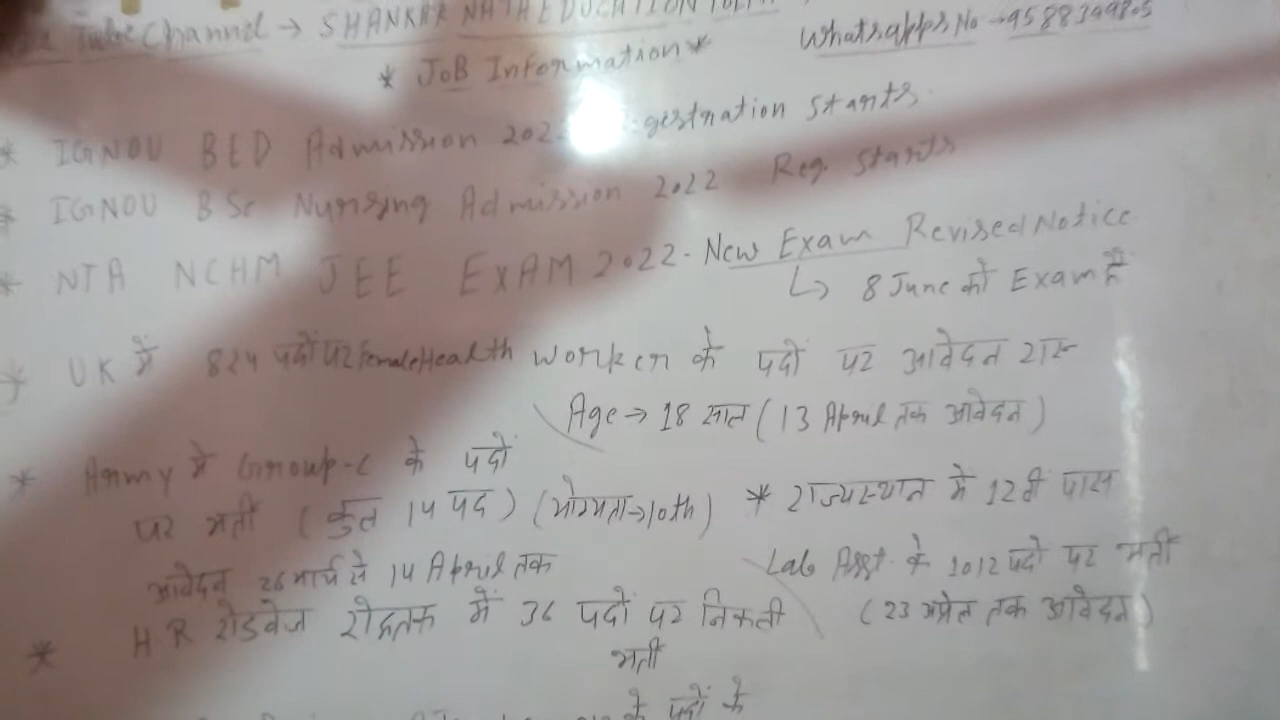 Tube Channel → SHANKAR NATH EDUCATION
Whatsapps No →
* JOB Information *
* IGNOU BED Admission 202 gestration Starts.
* IGNOU BSc Nursing Admission 2022 Reg. Starts
* NTA NCHM JEE EXAM 2022. New Exam Revised Notice
↳ 8 June को Exam है
* UK में 824 पदों पर Female Health worker के पदों पर आवेदन शुरू
Age → 18 साल (13 April तक आवेदन)
* Army में Group-C के पदों
पर भर्ती (कुल 14 पद) (योग्यता→10th)
आवेदन 26 मार्च से 14 April तक
* राज्यस्थान में 12वी पास
Lab Asst. के 1012 पदों पर भर्ती
(23 अप्रेल तक आवेदन)
* HR रोडवेज रोहतक में 36 पदों पर निकली
भर्ती
के पदों के